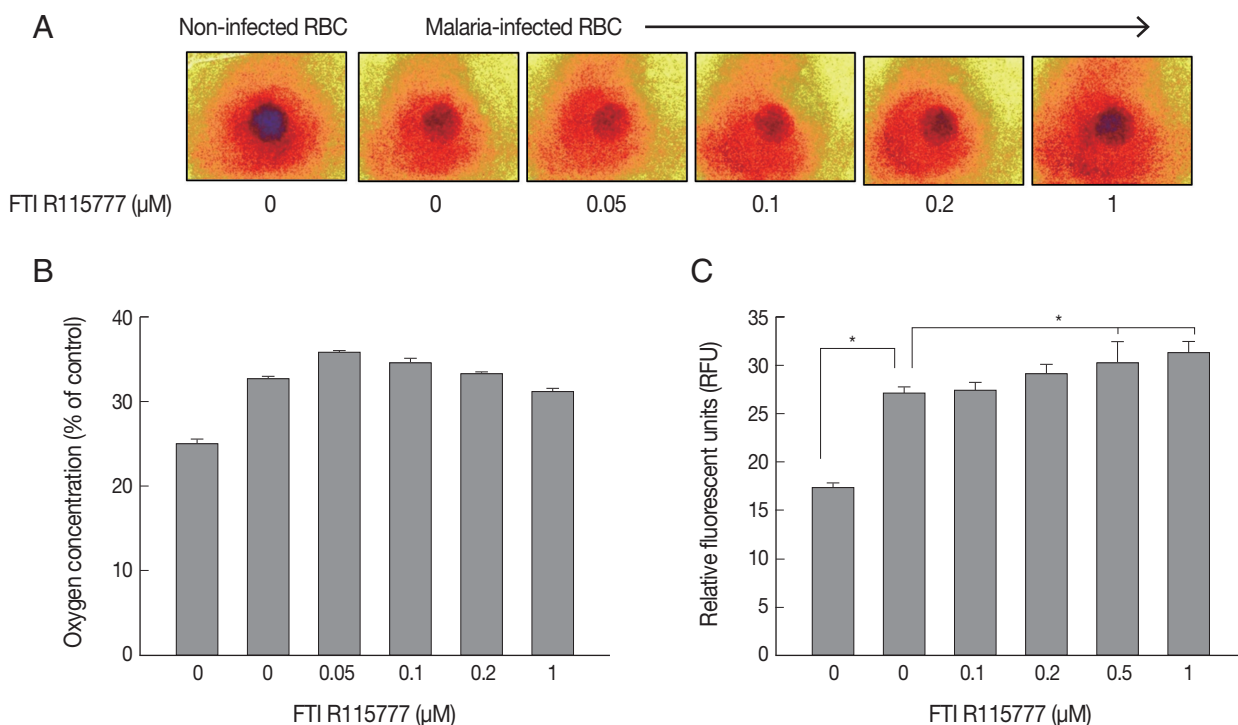 A
Non-infected RBC Malaria-infected RBC
FTI R115777 (µM) 0 0 0.05 0.1 0.2 1
B
Oxygen concentration (% of control)
40
30
20
10
0
0 0 0.05 0.1 0.2 1
FTI R115777 (µM)
C
Relative fluorescent units (RFU)
35
30
25
20
15
10
5
0
* *
0 0 0.1 0.2 0.5 1
FTI R115777 (µM)